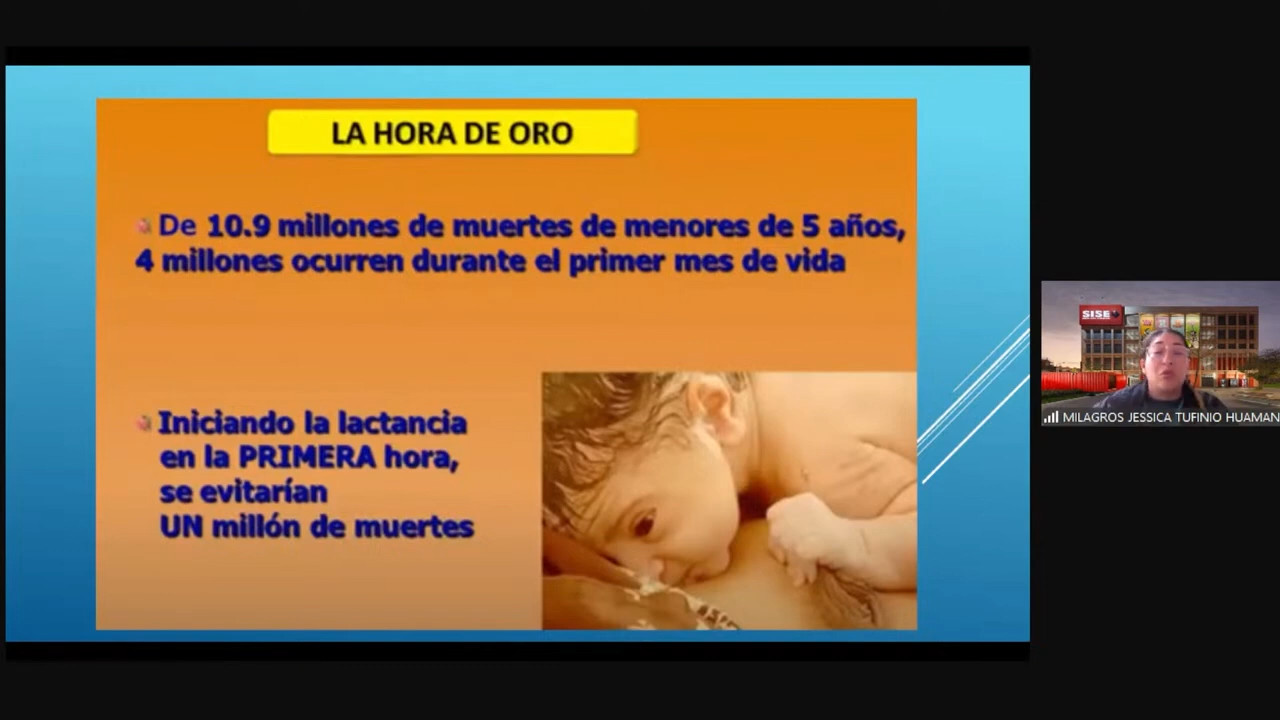 LA HORA DE ORO
De 10.9 millones de muertes de menores de 5 años,
4 millones ocurren durante el primer mes de vida
Iniciando la lactancia
en la PRIMERA hora,
se evitarían
UN millón de muertes
SISE
MILAGROS JESSICA TUFINIO HUAMAN